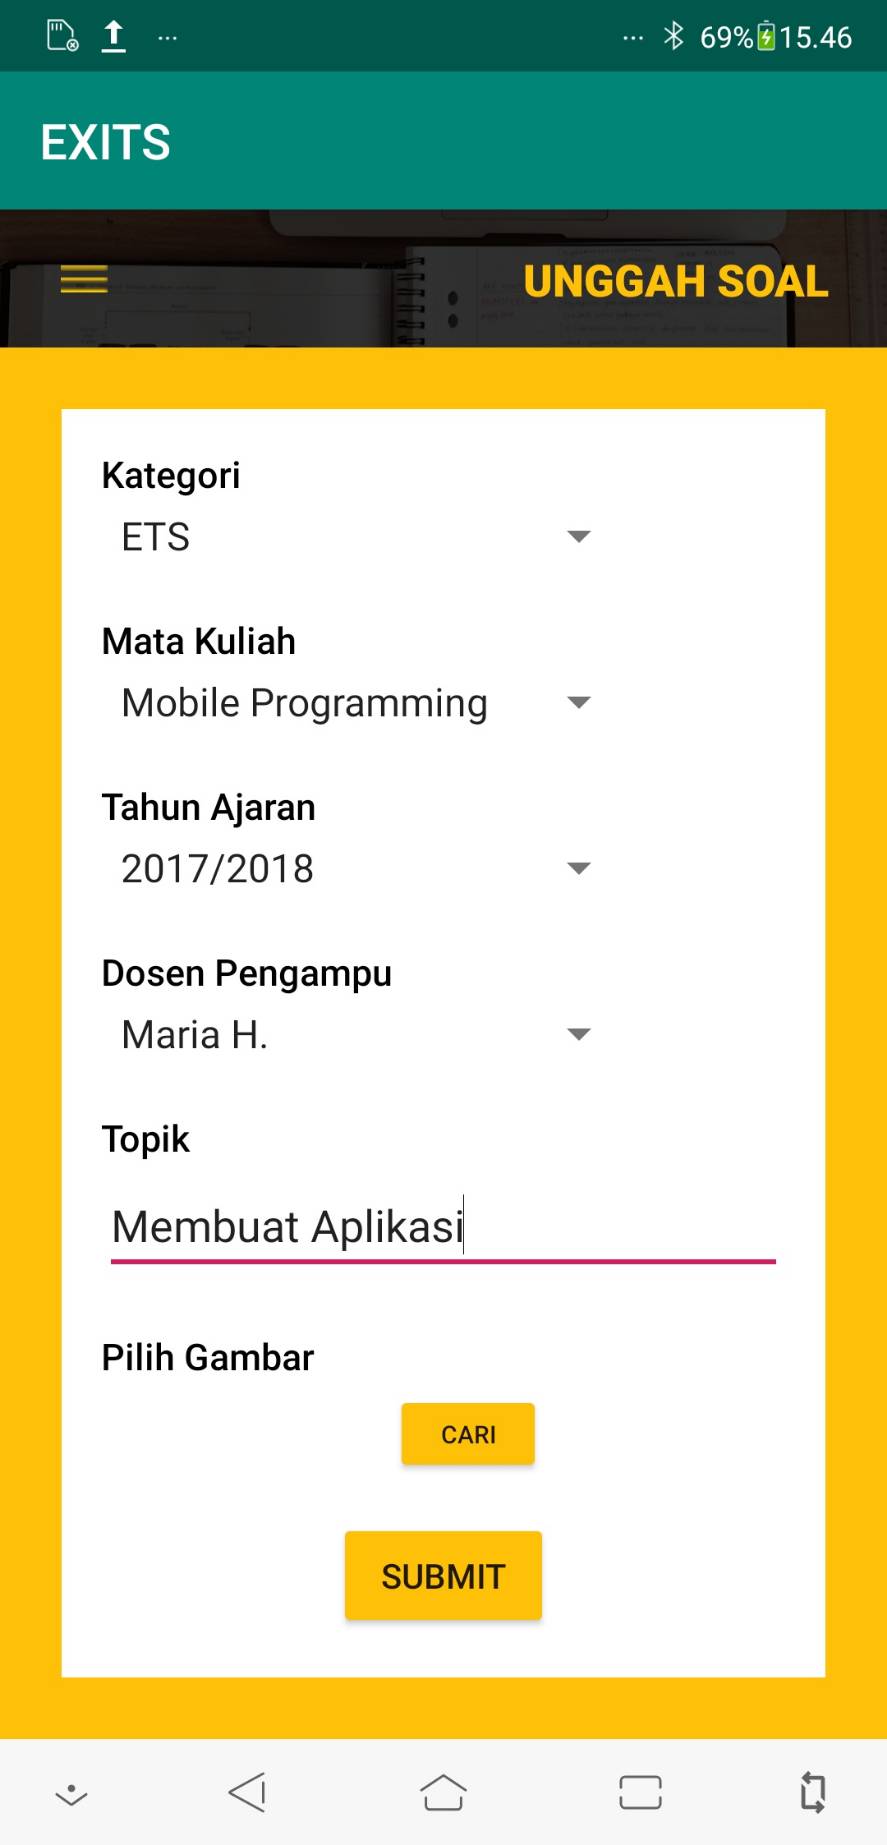 69% 15.46
EXITS
UNGGAH SOAL
Kategori
ETS
Mata Kuliah
Mobile Programming
Tahun Ajaran
2017/2018
Dosen Pengampu
Maria H.
Topik
Membuat Aplikasi
Pilih Gambar
CARI
SUBMIT